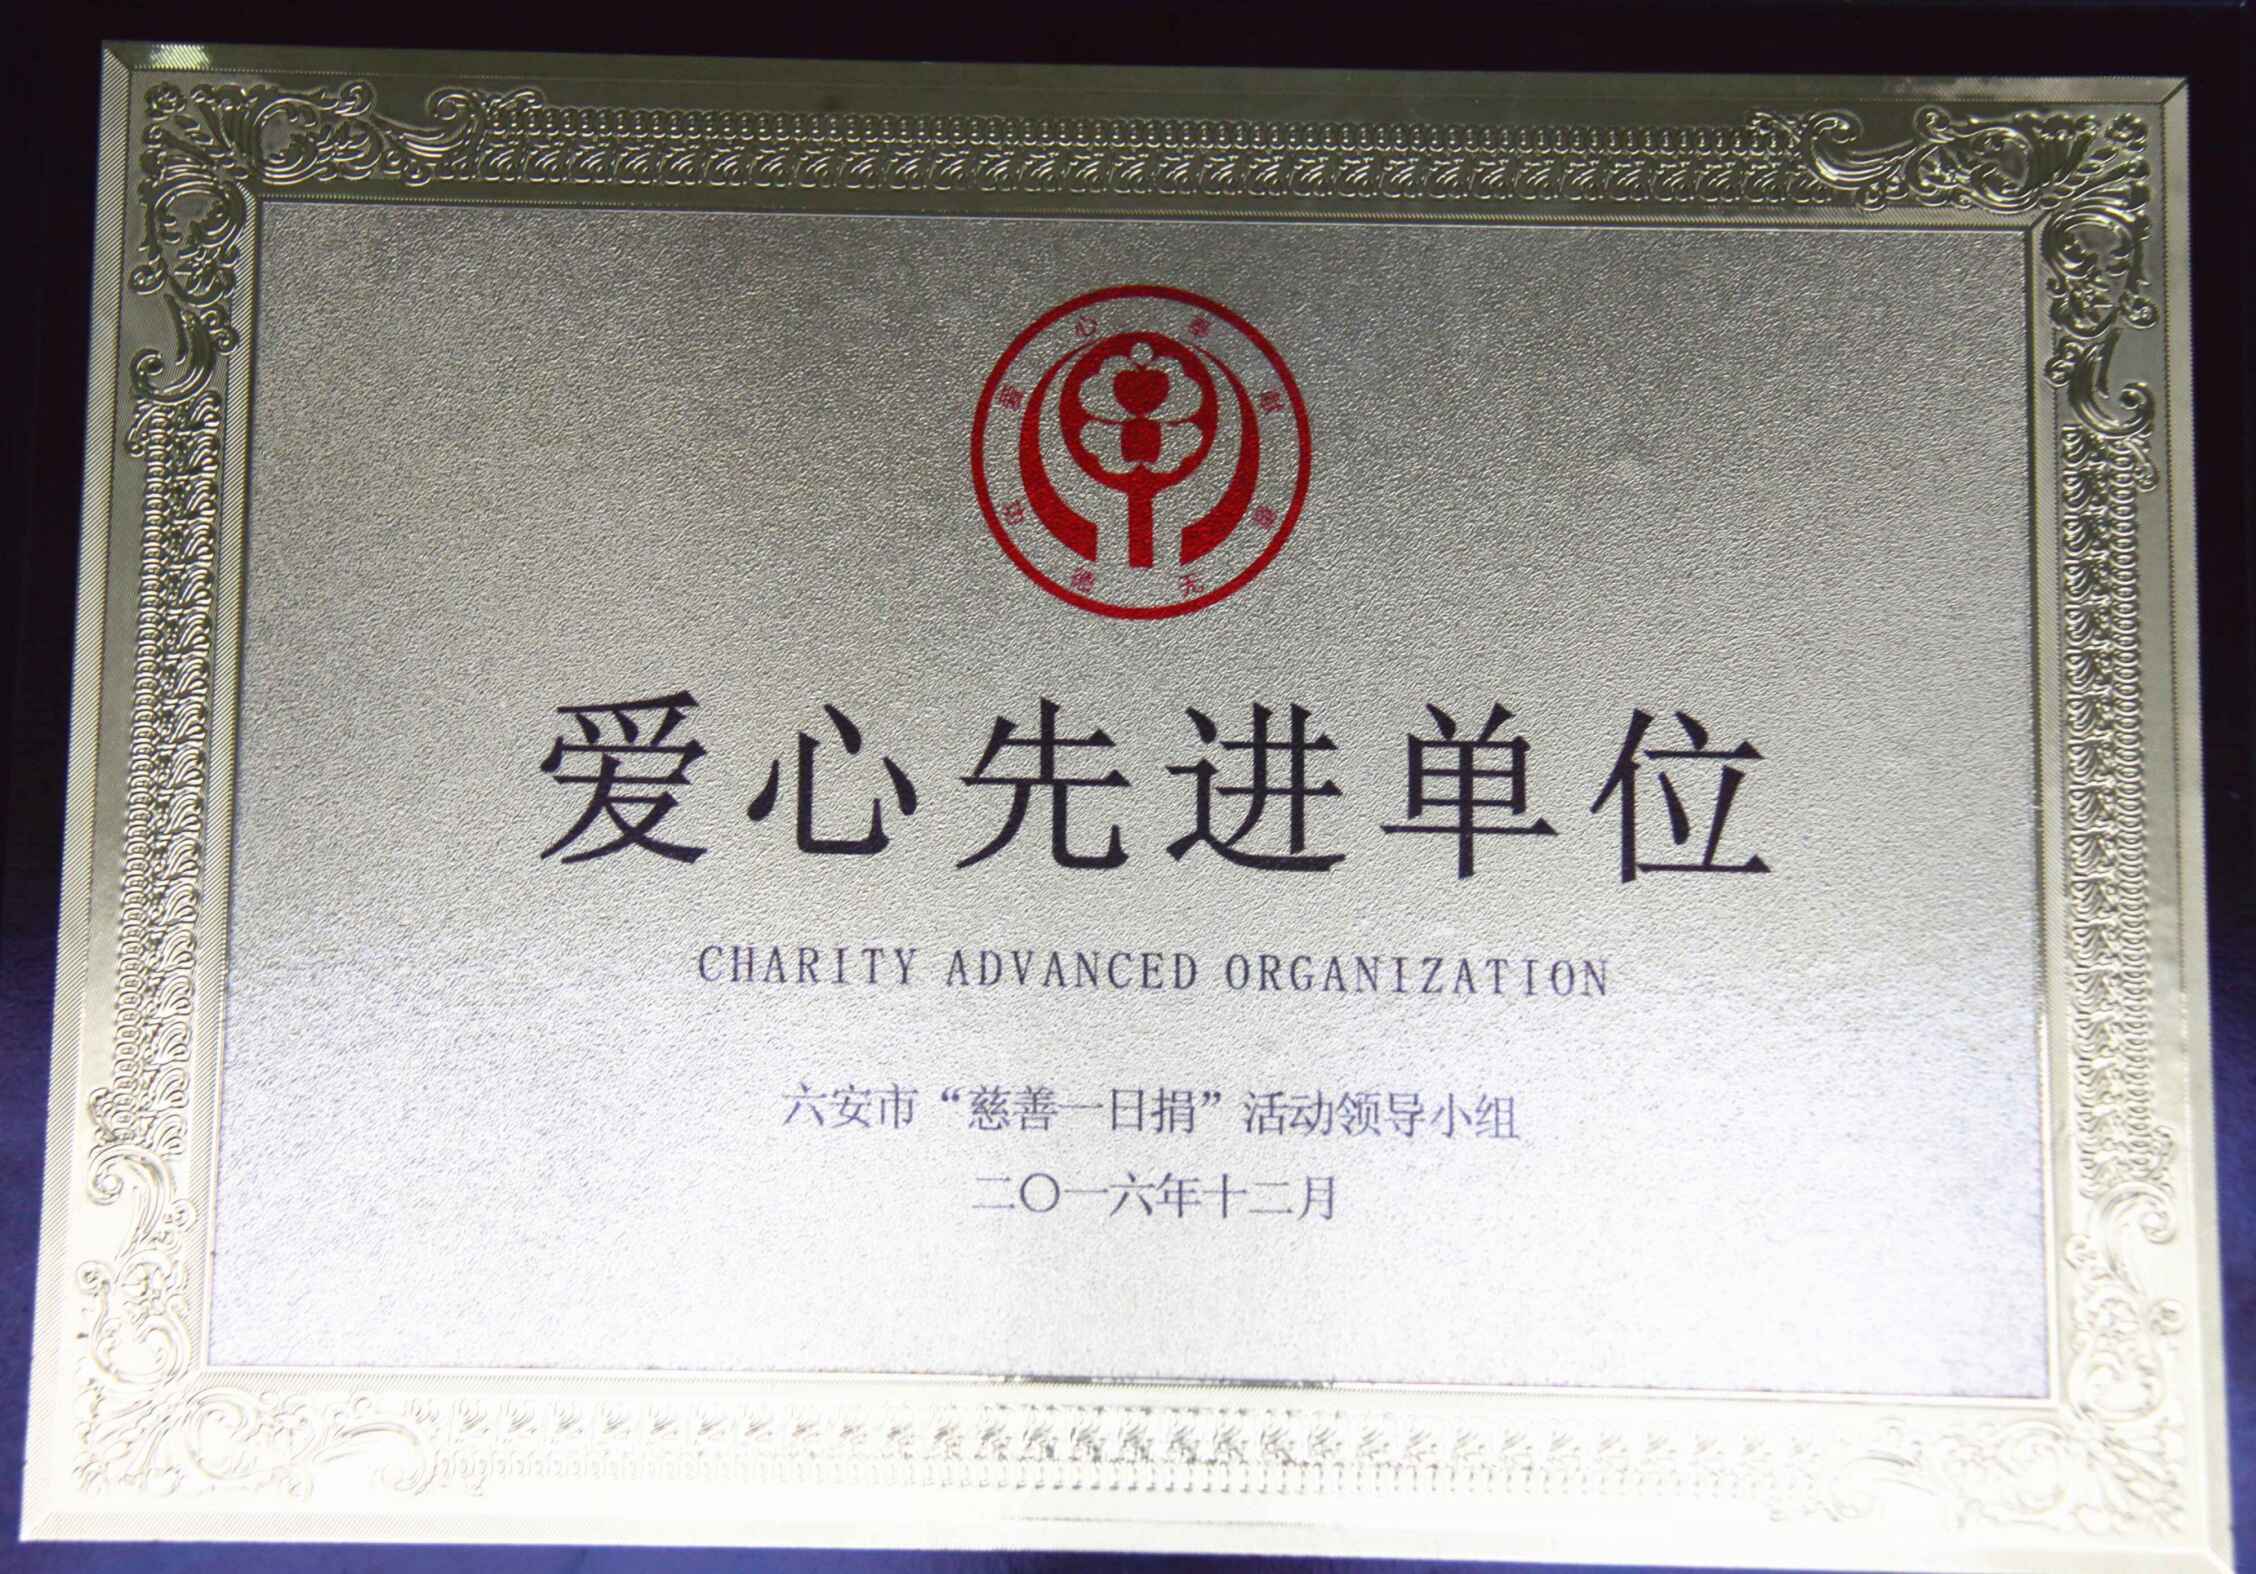 爱心先进单位
CHARITY ADVANCED ORGANIZATION
六安市“慈善一日捐”活动领导小组
二〇一六年十二月